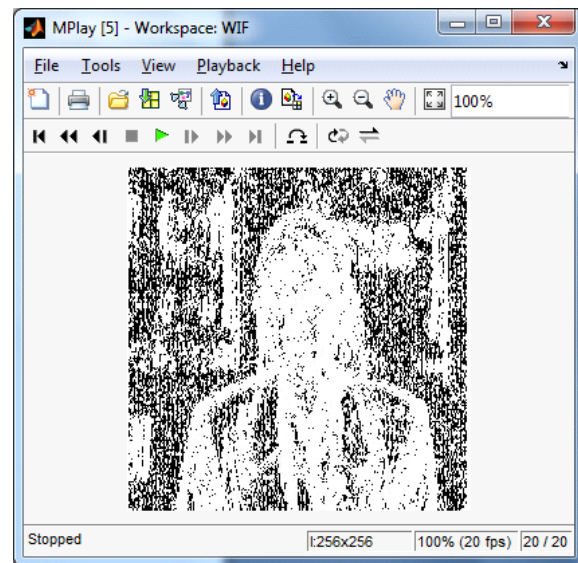 MPlay [5] - Workspace: WIF
File Tools View Playback Help
100%
Stopped I:256x256 100% (20 fps) 20 / 20